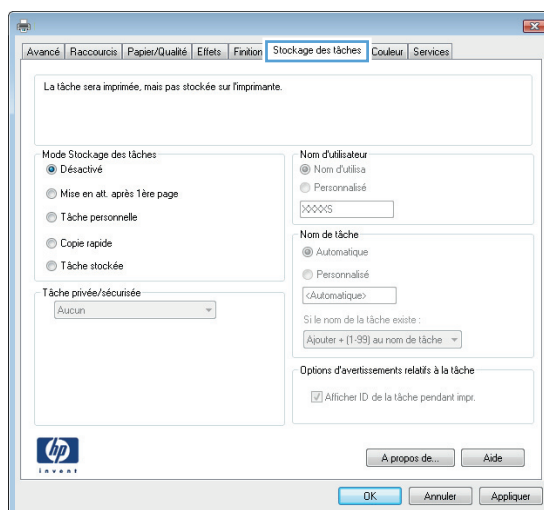 Avancé Raccourcis Papier/Qualité Effets Finition Stockage des tâches Couleur Services
La tâche sera imprimée, mais pas stockée sur l'imprimante.
Mode Stockage des tâches
Désactivé
Mise en att. après 1ère page
Tâche personnelle
Copie rapide
Tâche stockée
Tâche privée/sécurisée
Aucun
Nom d'utilisateur
Nom d'utilisa
Personnalisé
XXXXS
Nom de tâche
Automatique
Personnalisé
<Automatique>
Si le nom de la tâche existe :
Ajouter + (1-99) au nom de tâche
Options d'avertissements relatifs à la tâche
Afficher ID de la tâche pendant impr.
hp
invent
A propos de... Aide
OK Annuler Appliquer